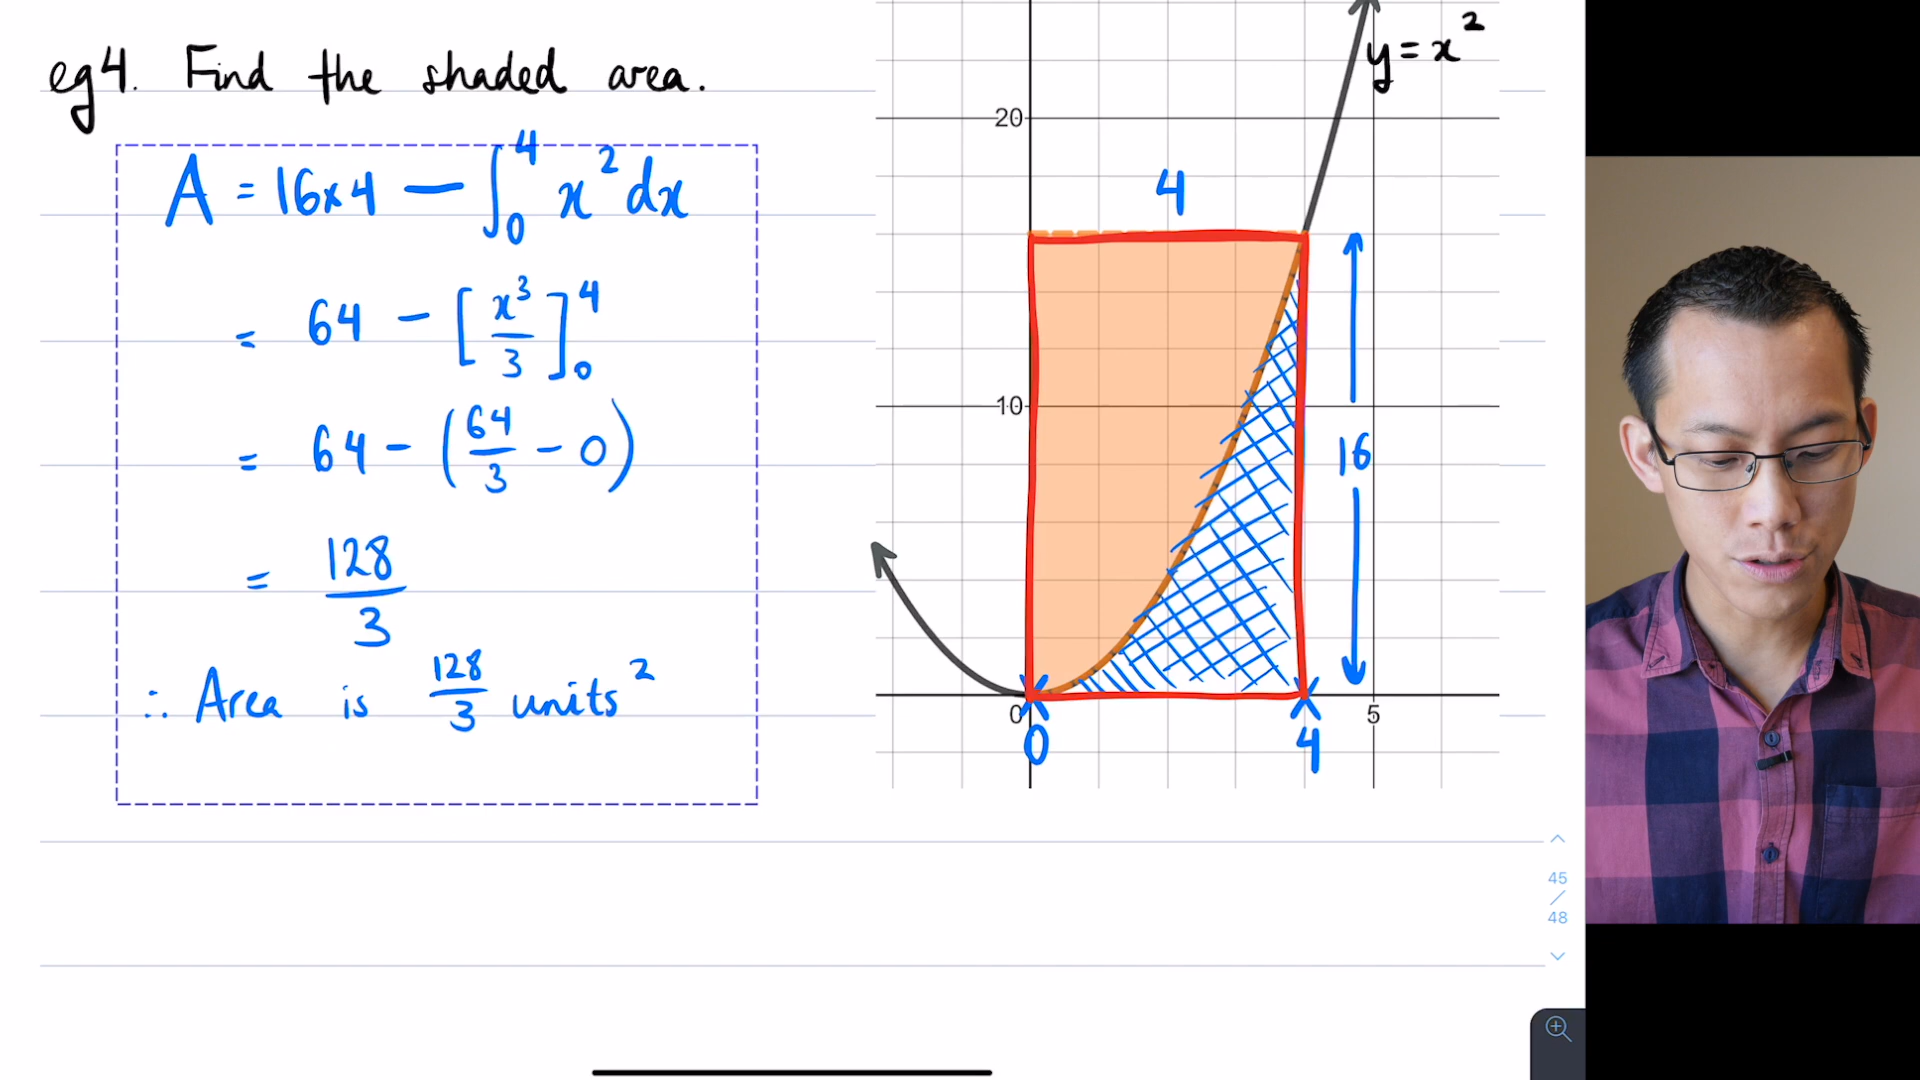 eg4. Find the shaded area.
A = 16×4 − ∫₀⁴ x² dx
= 64 − [x³/3]₀⁴
= 64 − (64/3 − 0)
= 128/3
∴ Area is 128/3 units²
y = x²
20
4
10
16
0
5
0
4
45
/
48